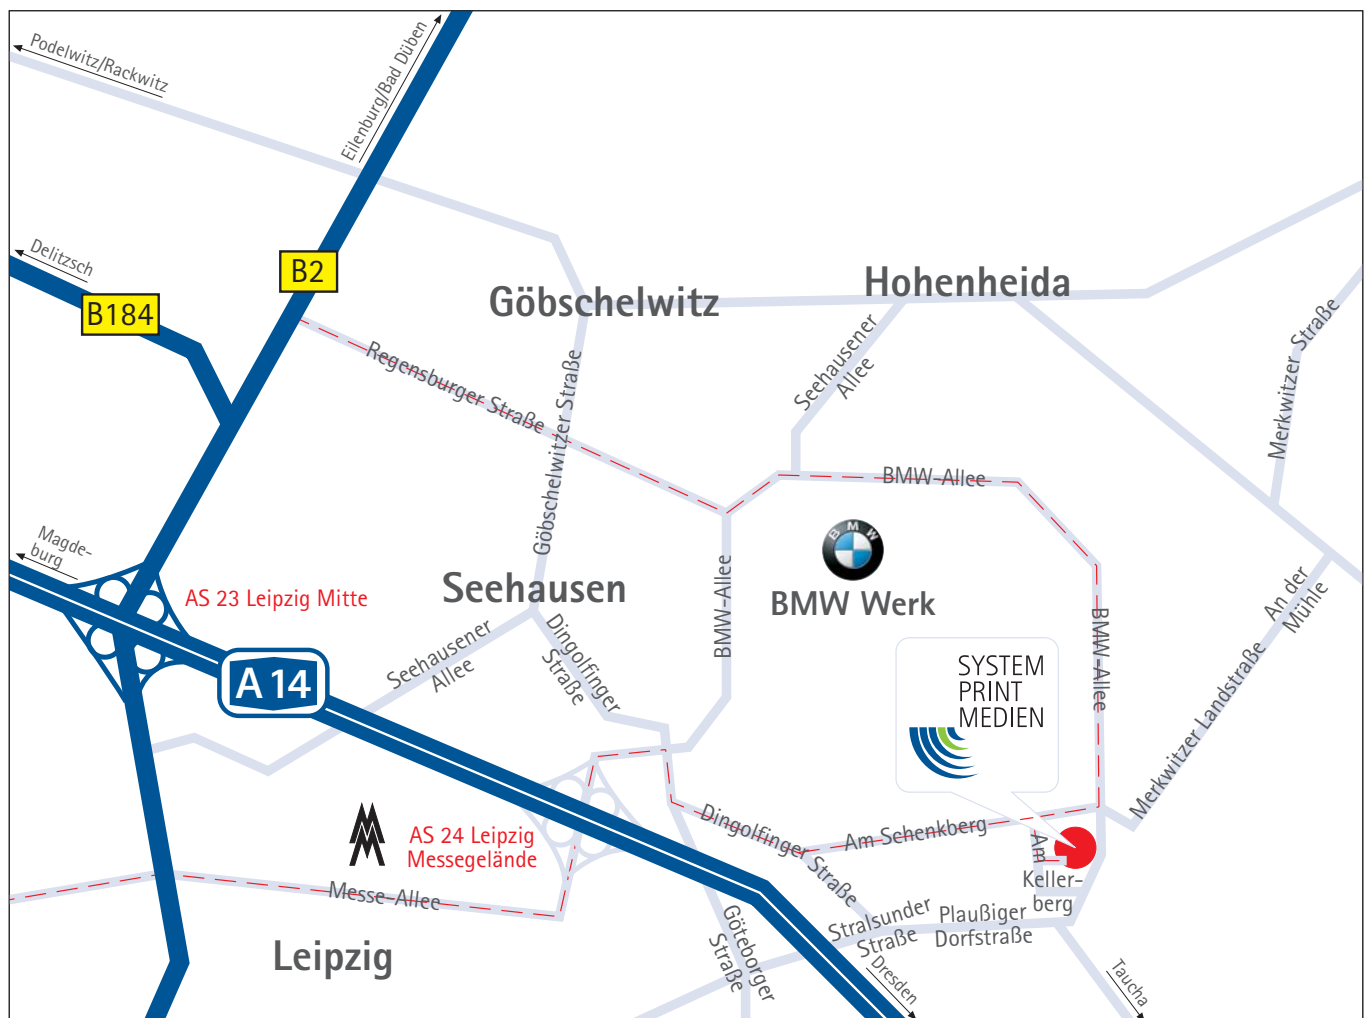 Podelwitz/Rackwitz
Eilenburg/Bad Düben
Delitzsch
B2
B184
Göbschelwitz
Hohenheida
Seehausener
Allee
Merkwitzer Straße
Regensburger Straße
Göbschelwitzer Straße
BMW-Allee
Magde-
burg
BMW
BMW Werk
BMW-Allee
BMW-Allee
An der
Mühle
AS 23 Leipzig Mitte
Seehausen
Seehausener
Allee
Dingolfinger
Straße
A 14
SYSTEM
PRINT
MEDIEN
Merkwitzer Landstraße
AS 24 Leipzig
Messegelände
Dingolfinger Straße
Am Schenkberg
Am
Keller-
berg
Messe-Allee
Göteborger
Straße
Stralsunder
Straße
Plaußiger
Dorfstraße
Leipzig
Dresden
Taucha